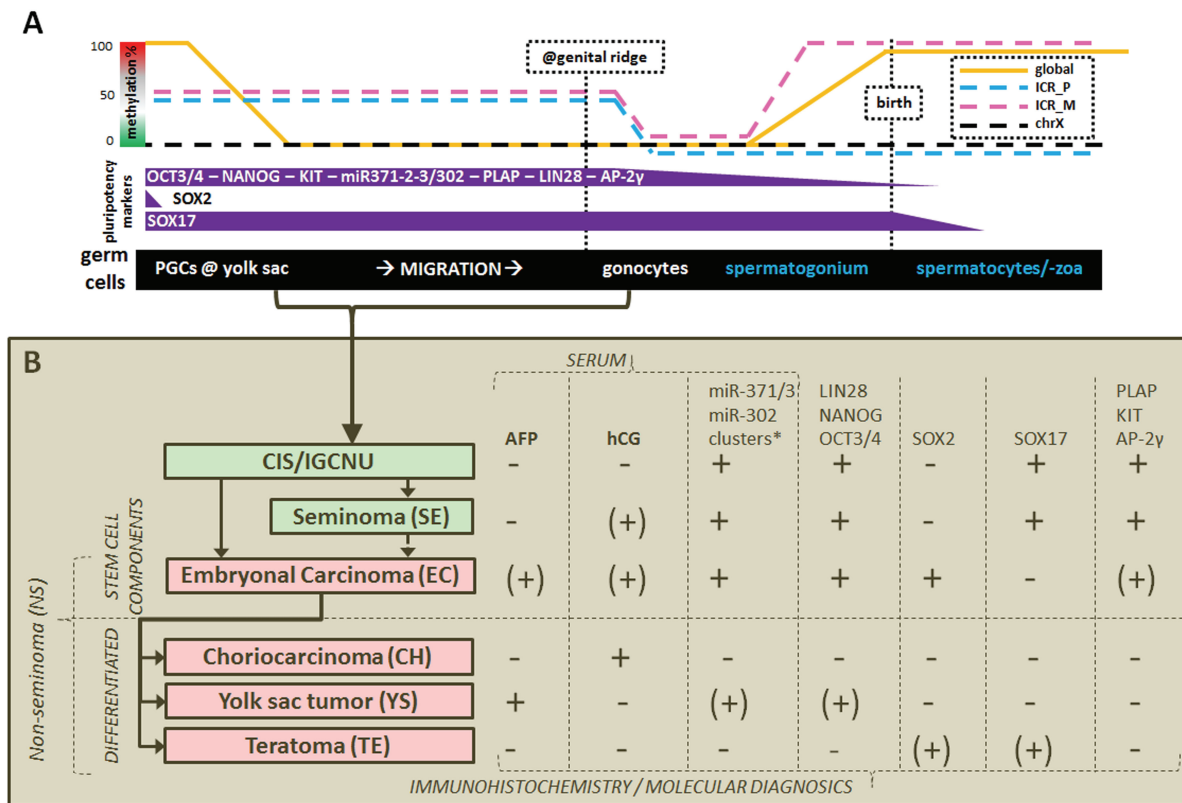 A
100
50
0
methylation %
@genital ridge
birth
global
ICR_P
ICR_M
chrX
pluripotency
markers
OCT3/4 – NANOG – KIT – miR371-2-3/302 – PLAP – LIN28 – AP-2γ
SOX2
SOX17
germ
cells
PGCs @ yolk sac
→ MIGRATION →
gonocytes
spermatogonium
spermatocytes/-zoa
B
SERUM
AFP
hCG
miR-371/3
miR-302
clusters*
LIN28
NANOG
OCT3/4
SOX2
SOX17
PLAP
KIT
AP-2γ
CIS/IGCNU - - + + - + +
Seminoma (SE) - (+) + + - + +
Embryonal Carcinoma (EC) (+) (+) + + + - (+)
Choriocarcinoma (CH) - + - - - - -
Yolk sac tumor (YS) + - (+) (+) - - -
Teratoma (TE) - - - - (+) (+) -
Non-seminoma (NS)
STEM CELL
COMPONENTS
DIFFERENTIATED
IMMUNOHISTOCHEMISTRY / MOLECULAR DIAGNOSICS